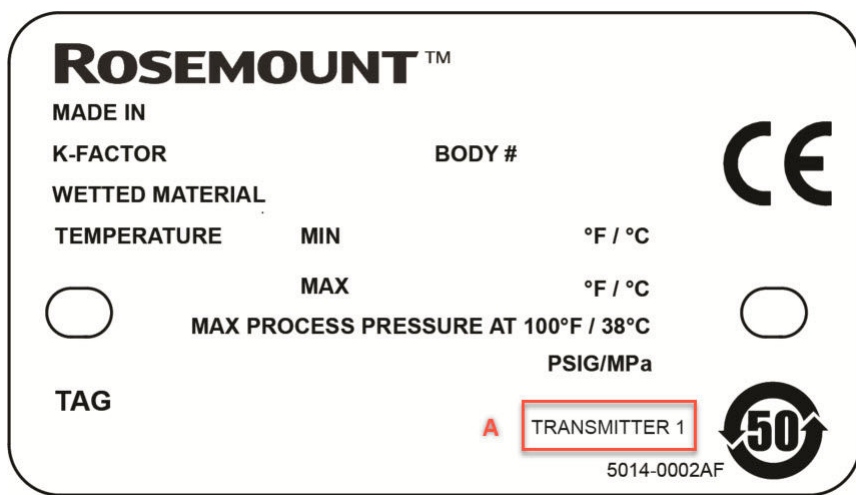 ROSEMOUNT™
MADE IN
K-FACTOR BODY #
WETTED MATERIAL
TEMPERATURE MIN °F / °C
MAX °F / °C
MAX PROCESS PRESSURE AT 100°F / 38°C
PSIG/MPa
TAG
A TRANSMITTER 1
5014-0002AF
CE
50